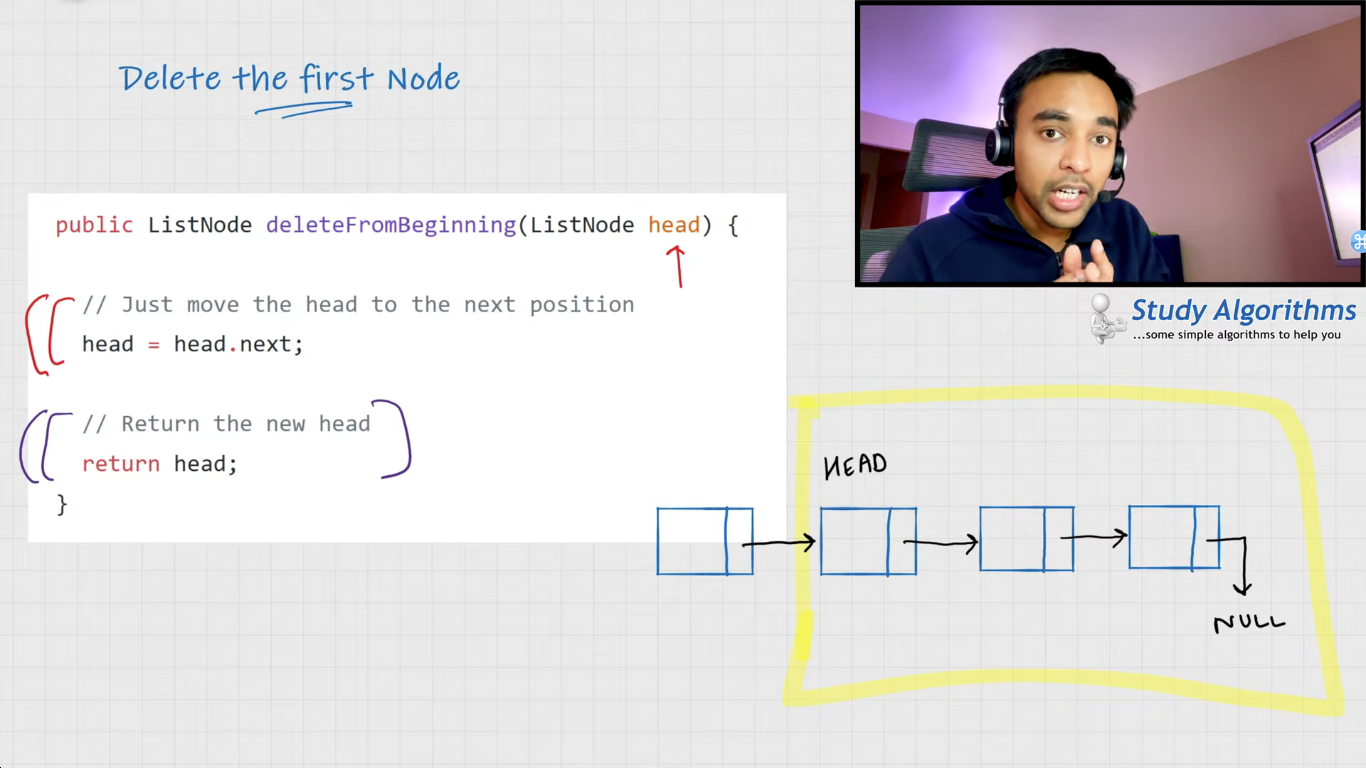 Delete the first Node
public ListNode deleteFromBeginning(ListNode head) {
// Just move the head to the next position
head = head.next;
// Return the new head
return head;
}
Study Algorithms
...some simple algorithms to help you
HEAD
NULL